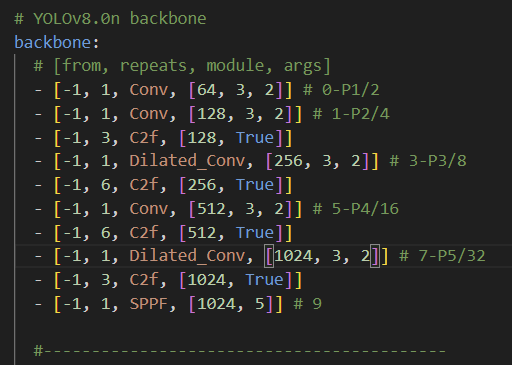 # YOLOv8.0n backbone
backbone:
# [from, repeats, module, args]
- [-1, 1, Conv, [64, 3, 2]] # 0-P1/2
- [-1, 1, Conv, [128, 3, 2]] # 1-P2/4
- [-1, 3, C2f, [128, True]]
- [-1, 1, Dilated_Conv, [256, 3, 2]] # 3-P3/8
- [-1, 6, C2f, [256, True]]
- [-1, 1, Conv, [512, 3, 2]] # 5-P4/16
- [-1, 6, C2f, [512, True]]
- [-1, 1, Dilated_Conv, [1024, 3, 2]] # 7-P5/32
- [-1, 3, C2f, [1024, True]]
- [-1, 1, SPPF, [1024, 5]] # 9
#-------------------------------------------